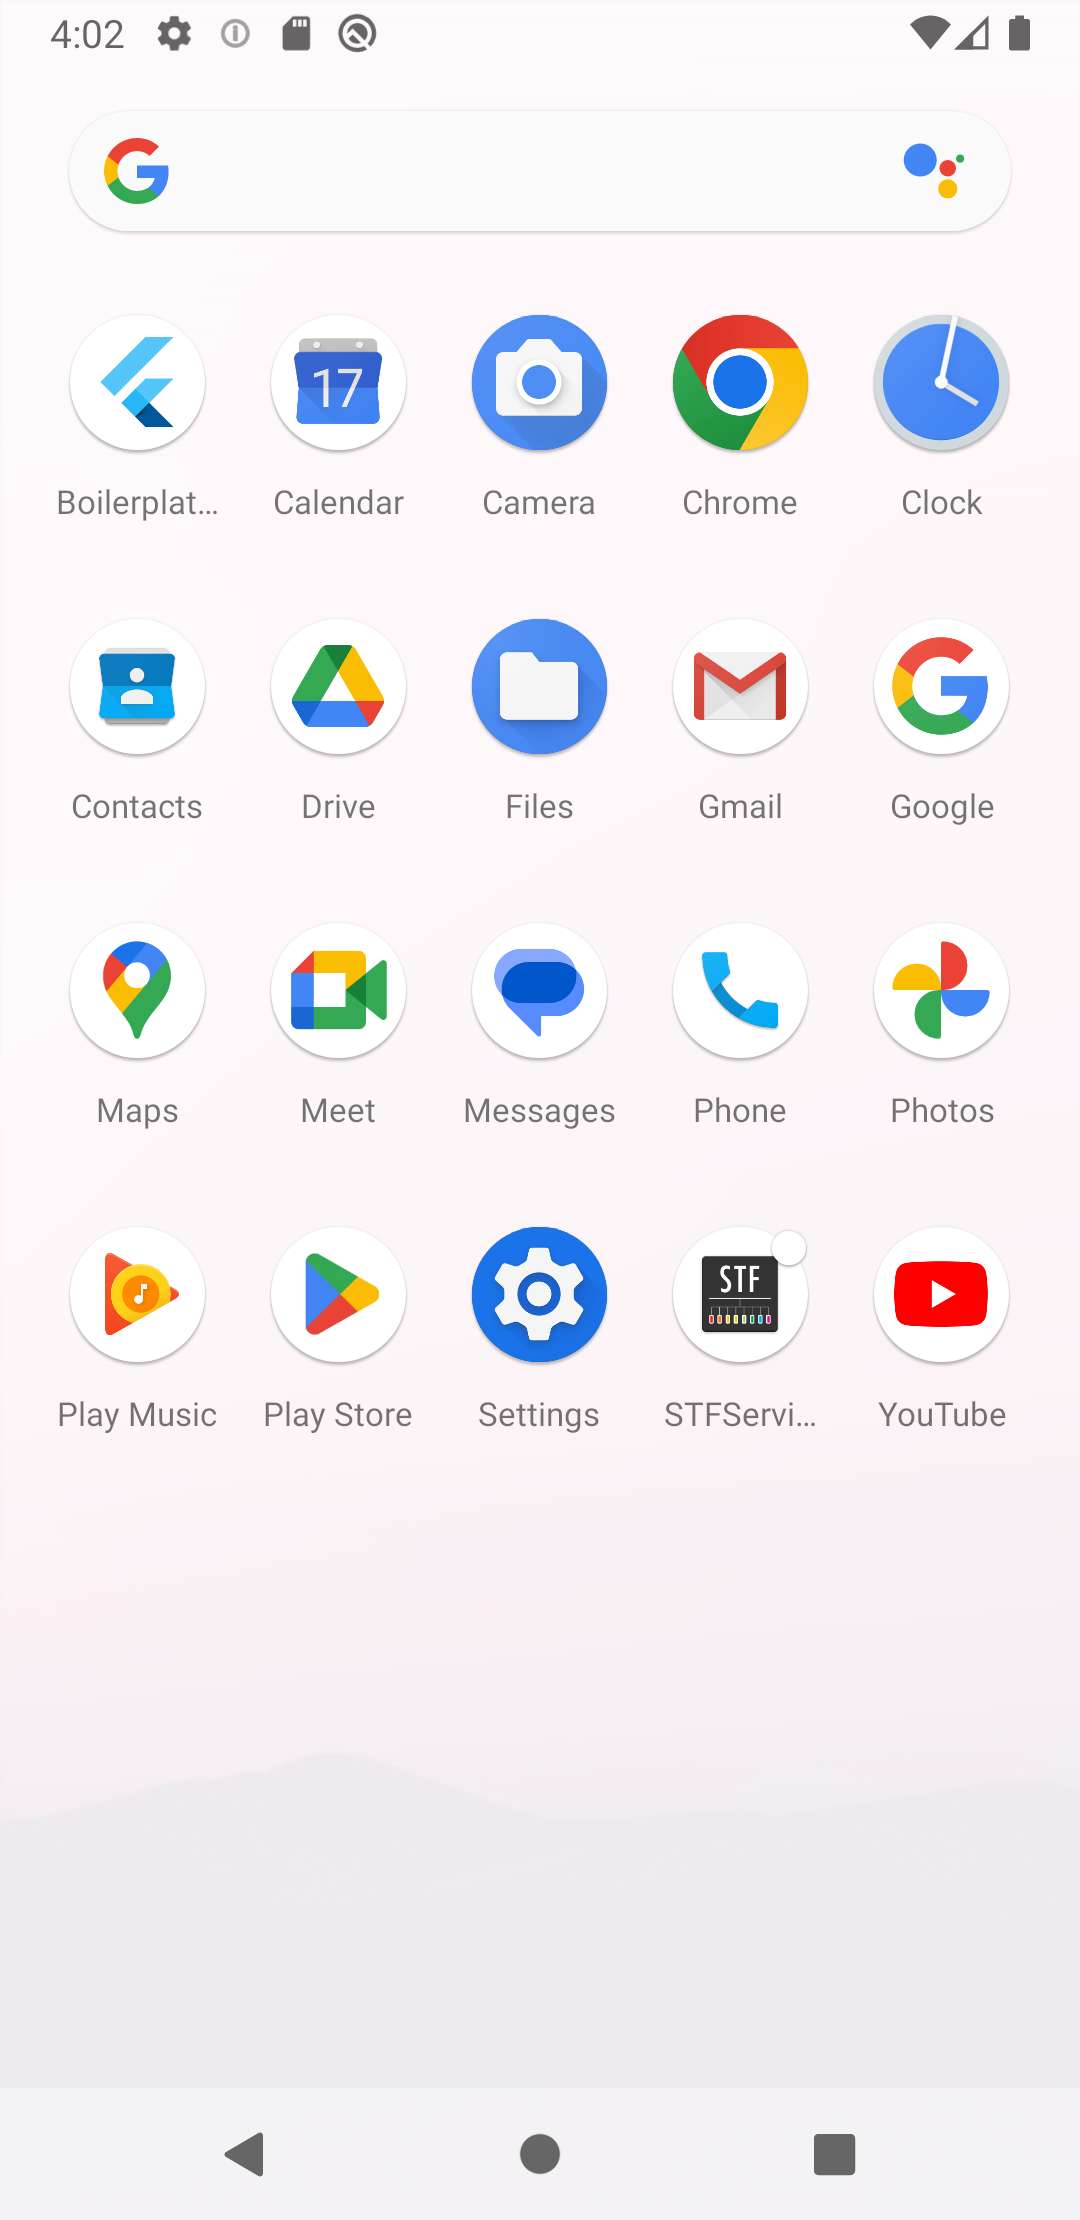 4:02
17
Boilerplat… Calendar Camera Chrome Clock
Contacts Drive Files Gmail Google
Maps Meet Messages Phone Photos
STF
Play Music Play Store Settings STFServi… YouTube